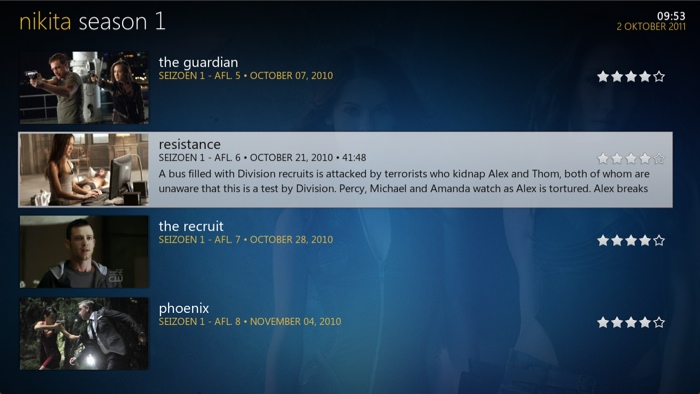 nikita season 1
09:53
2 OKTOBER 2011
the guardian
SEIZOEN 1 - AFL. 5 • OCTOBER 07, 2010
resistance
SEIZOEN 1 - AFL. 6 • OCTOBER 21, 2010 • 41:48
A bus filled with Division recruits is attacked by terrorists who kidnap Alex and Thom, both of whom are
unaware that this is a test by Division. Percy, Michael and Amanda watch as Alex is tortured. Alex breaks
the recruit
SEIZOEN 1 - AFL. 7 • OCTOBER 28, 2010
phoenix
SEIZOEN 1 - AFL. 8 • NOVEMBER 04, 2010